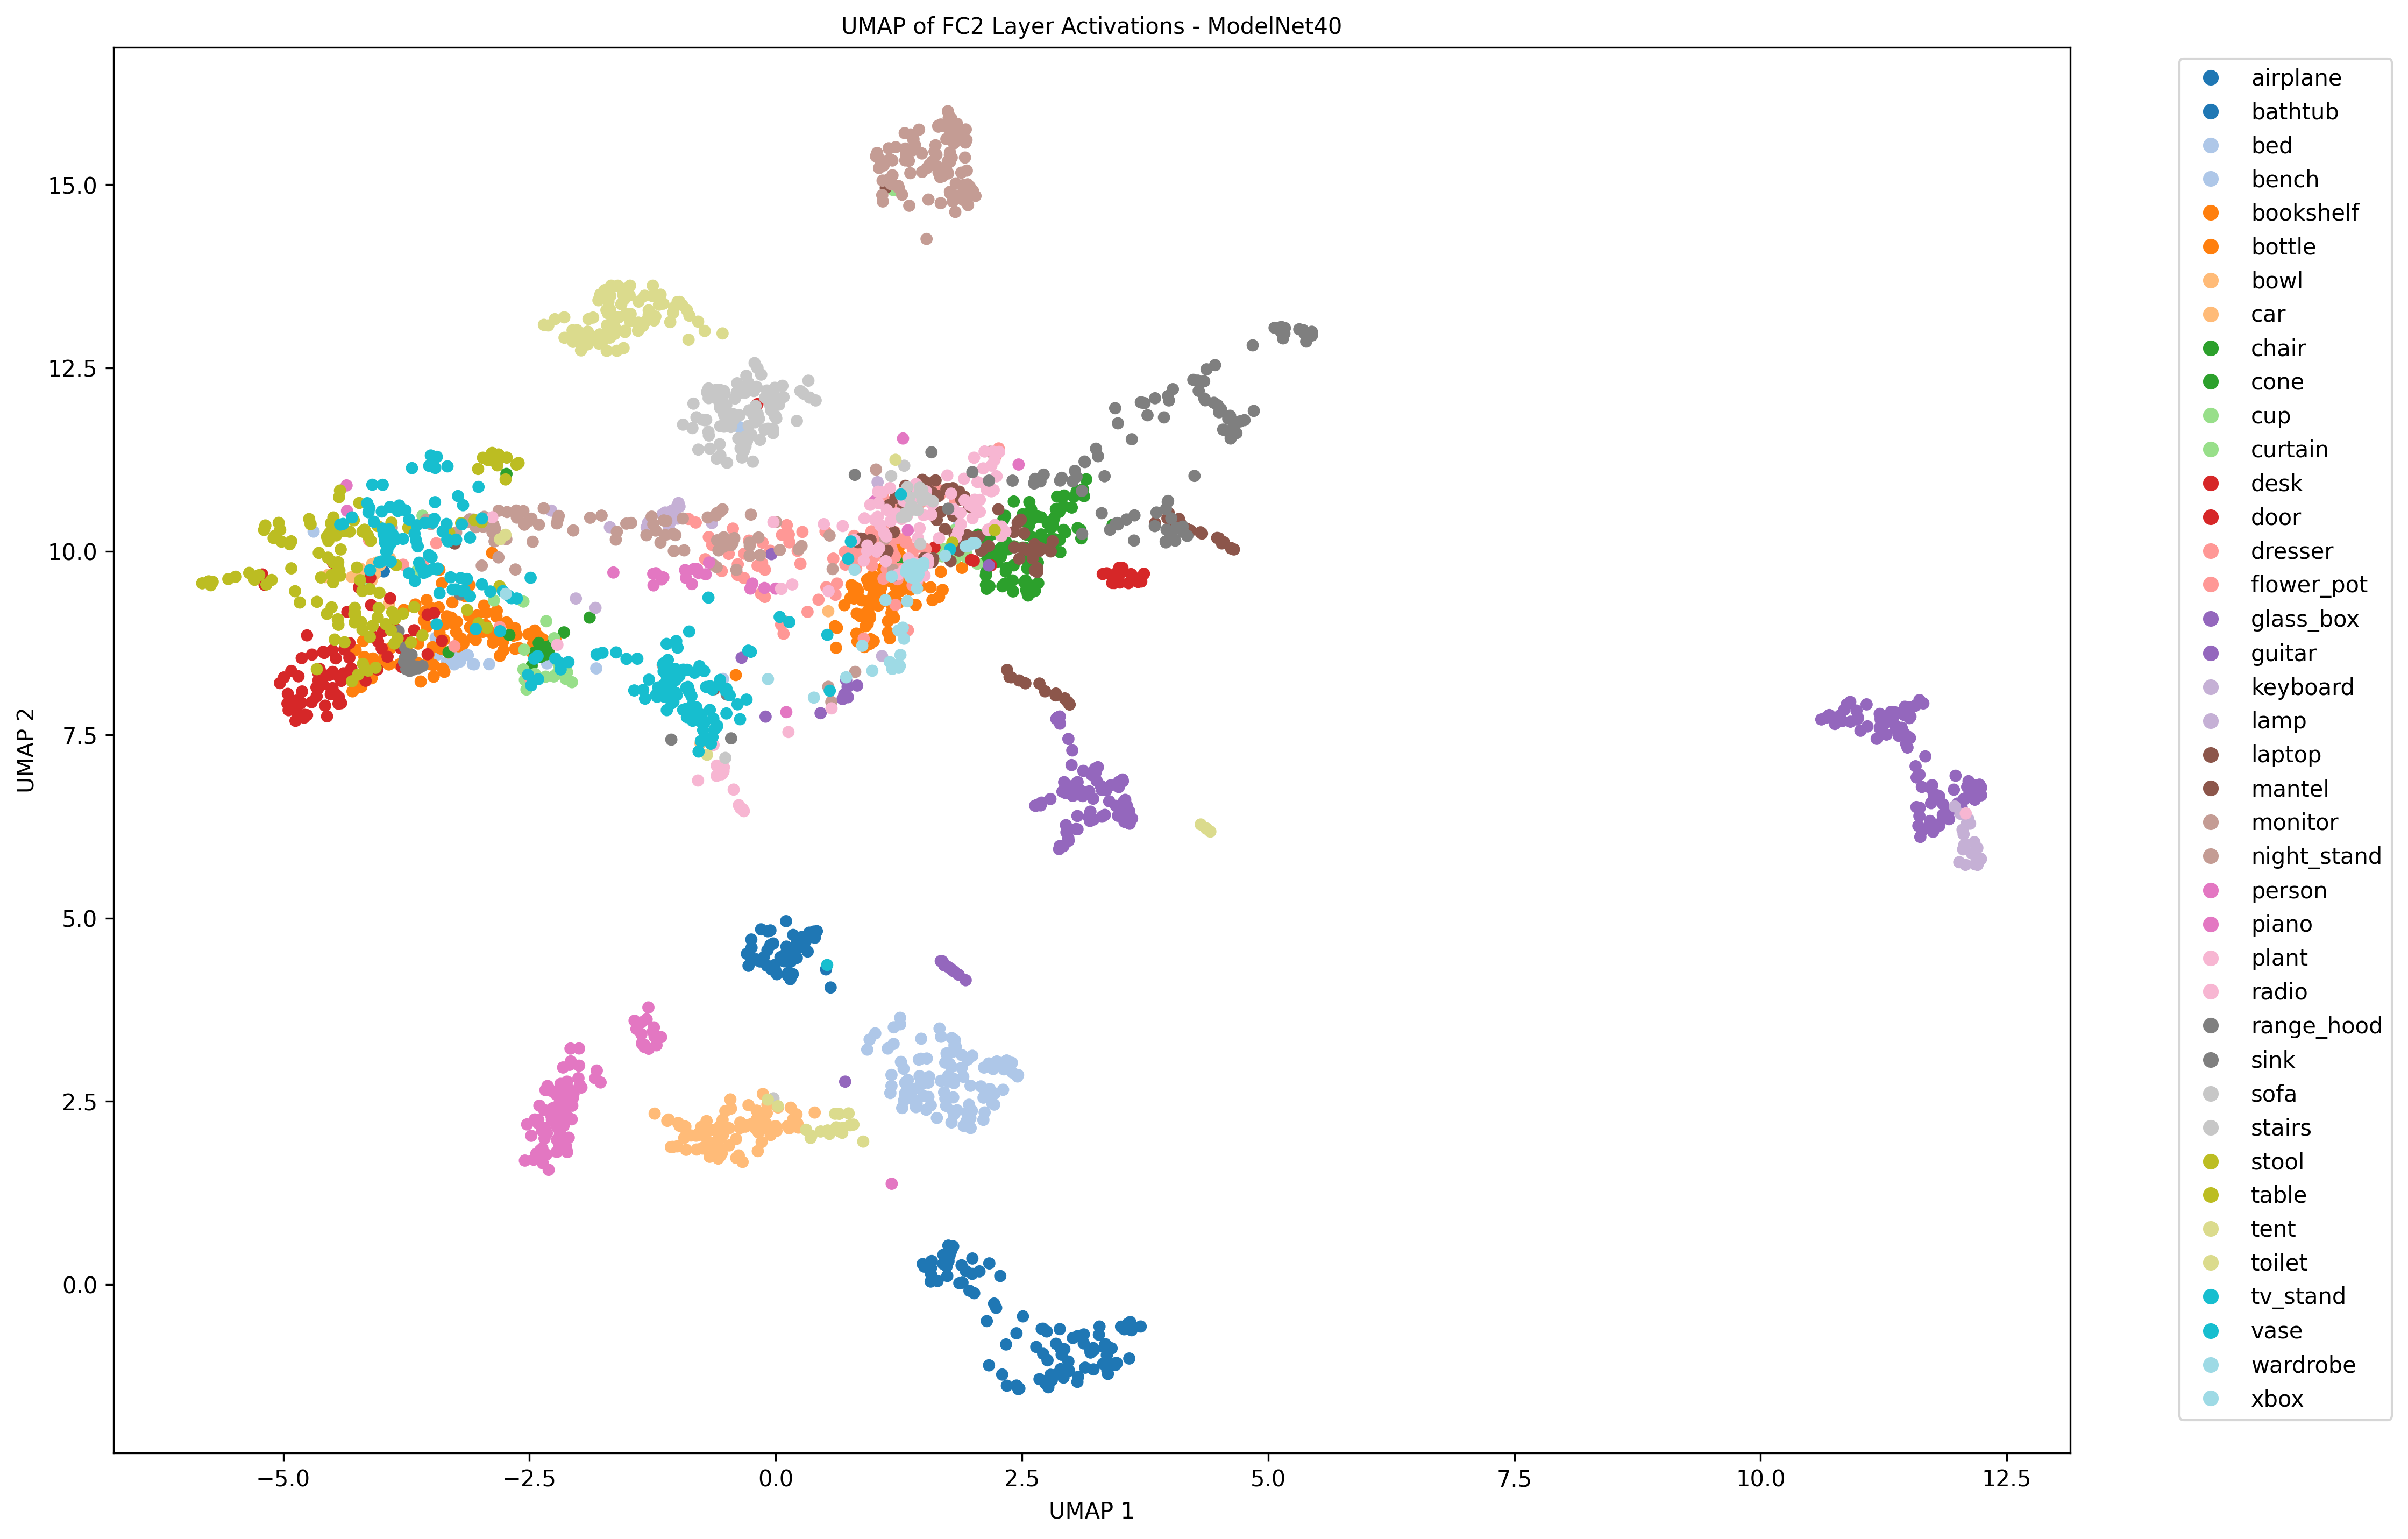 UMAP of FC2 Layer Activations - ModelNet40
15.0
12.5
10.0
7.5
5.0
2.5
0.0
UMAP 2
−5.0
−2.5
0.0
2.5
5.0
7.5
10.0
12.5
UMAP 1
airplane
bathtub
bed
bench
bookshelf
bottle
bowl
car
chair
cone
cup
curtain
desk
door
dresser
flower_pot
glass_box
guitar
keyboard
lamp
laptop
mantel
monitor
night_stand
person
piano
plant
radio
range_hood
sink
sofa
stairs
stool
table
tent
toilet
tv_stand
vase
wardrobe
xbox